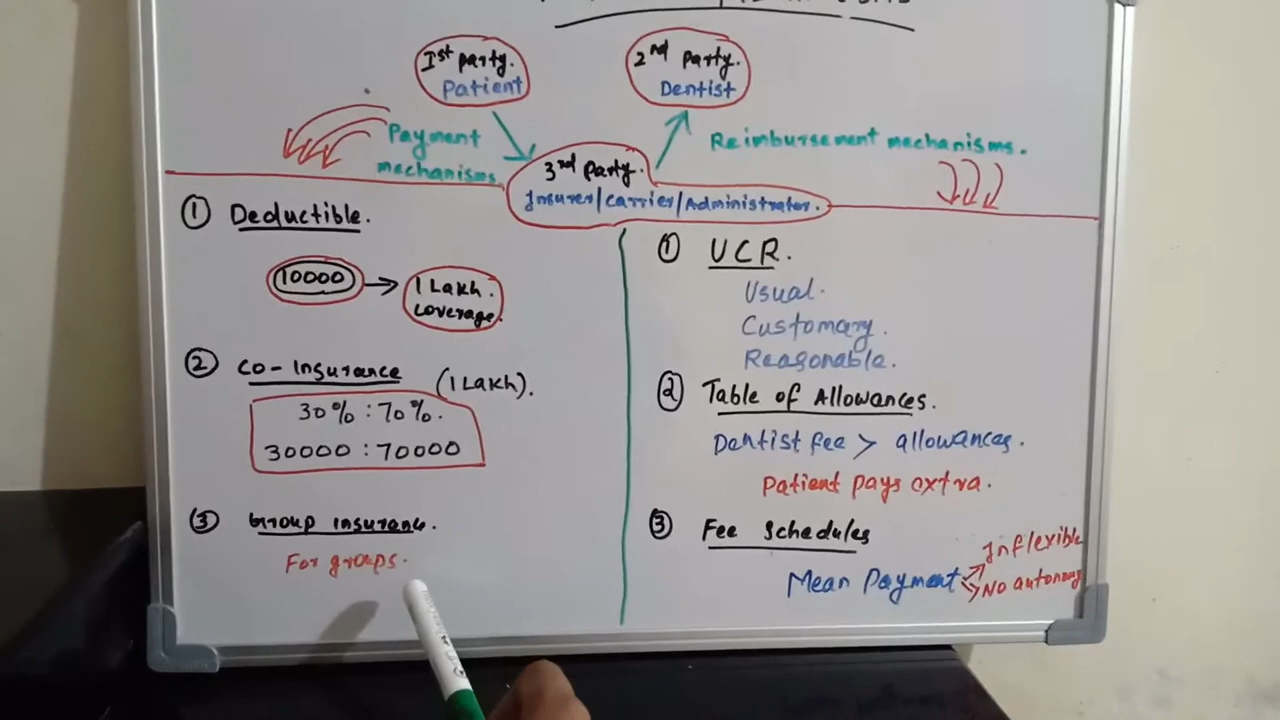 1st party.
Patient
2nd party.
Dentist
Payment
mechanisms.
Reimbursement mechanisms.
3rd party.
Insurer/carrier/Administrator.
① Deductible.
10000 → 1 Lakh.
coverage.
② Co-Insurance (1 Lakh).
30% : 70%.
30000 : 70000
③ Group insurance.
For groups.
① UCR.
Usual.
Customary.
Reasonable.
② Table of Allowances.
Dentist fee > allowances.
Patient pays extra.
③ Fee Schedules
Mean Payment
Inflexible
No autonomy